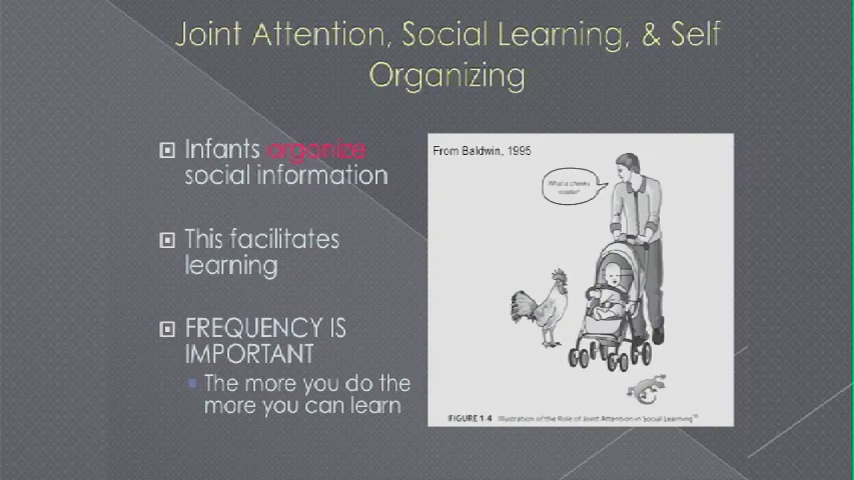 Joint Attention, Social Learning, & Self
Organizing
Infants organize
social information
This facilitates
learning
FREQUENCY IS
IMPORTANT
The more you do the
more you can learn
From Baldwin, 1995
What a cheeky
rooster!
FIGURE 1-4 Illustration of the Role of Joint Attention in Social Learning